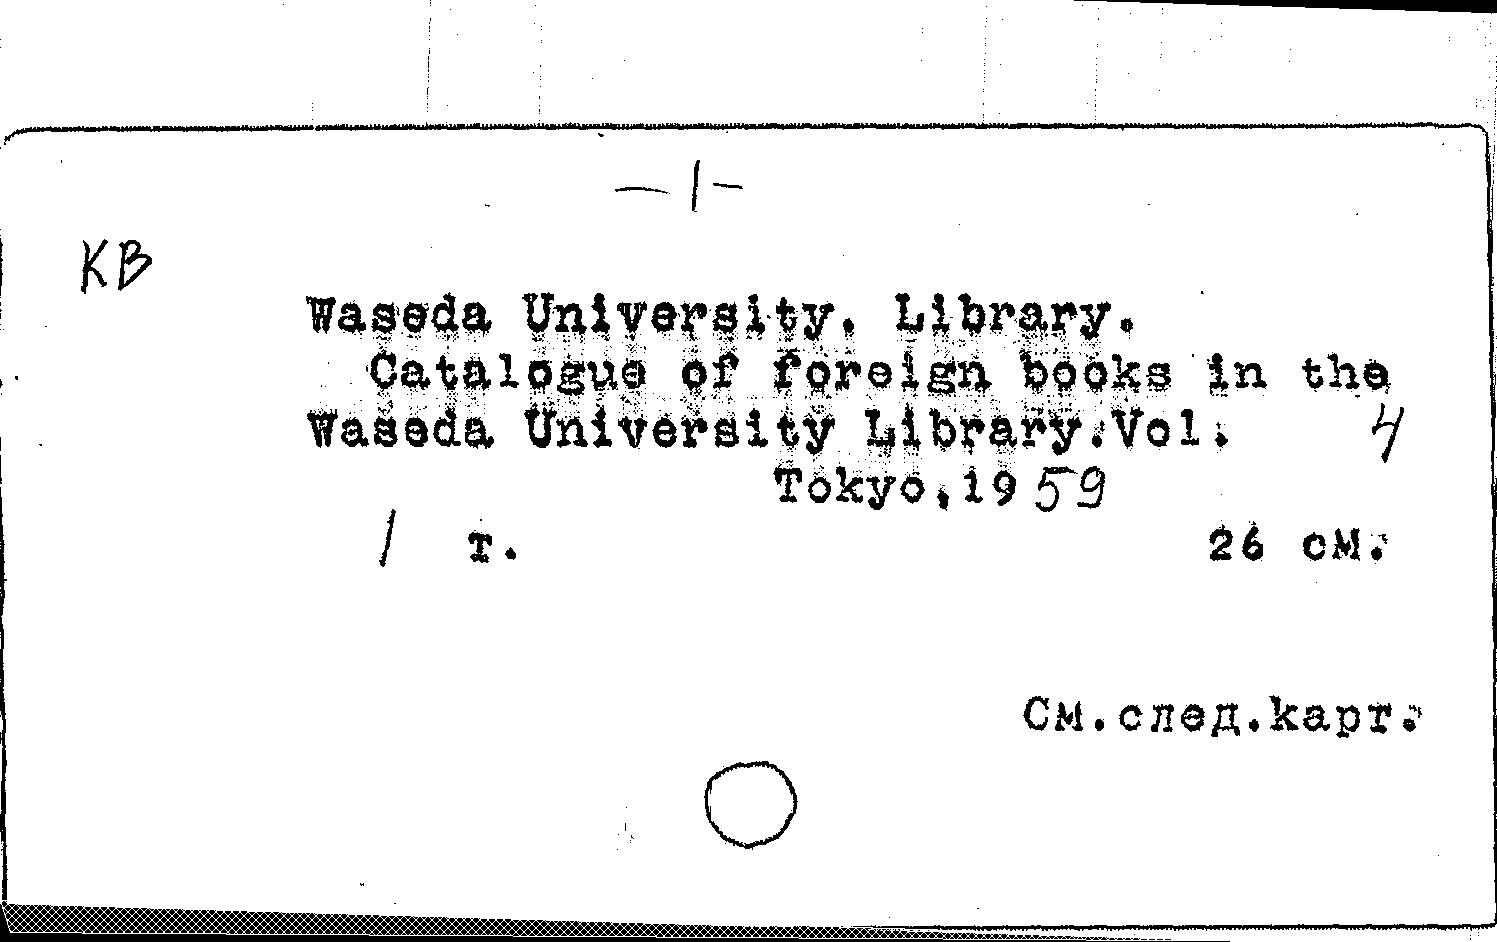 — 1 —
КВ
Waseda University. Library.
Catalogue of foreign books in the
Waseda University Library.Vol. 4
Tokyo,1959
1 т. 26 см.
См.след.карт.